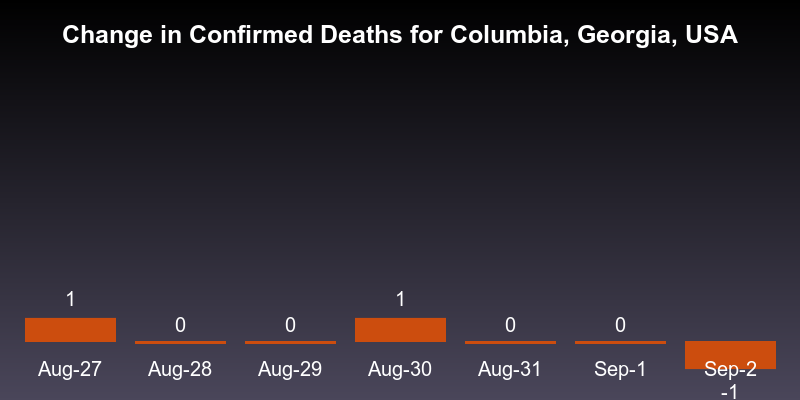 Change in Confirmed Deaths for Columbia, Georgia, USA
1
0
0
1
0
0
Aug-27
Aug-28
Aug-29
Aug-30
Aug-31
Sep-1
Sep-2
-1